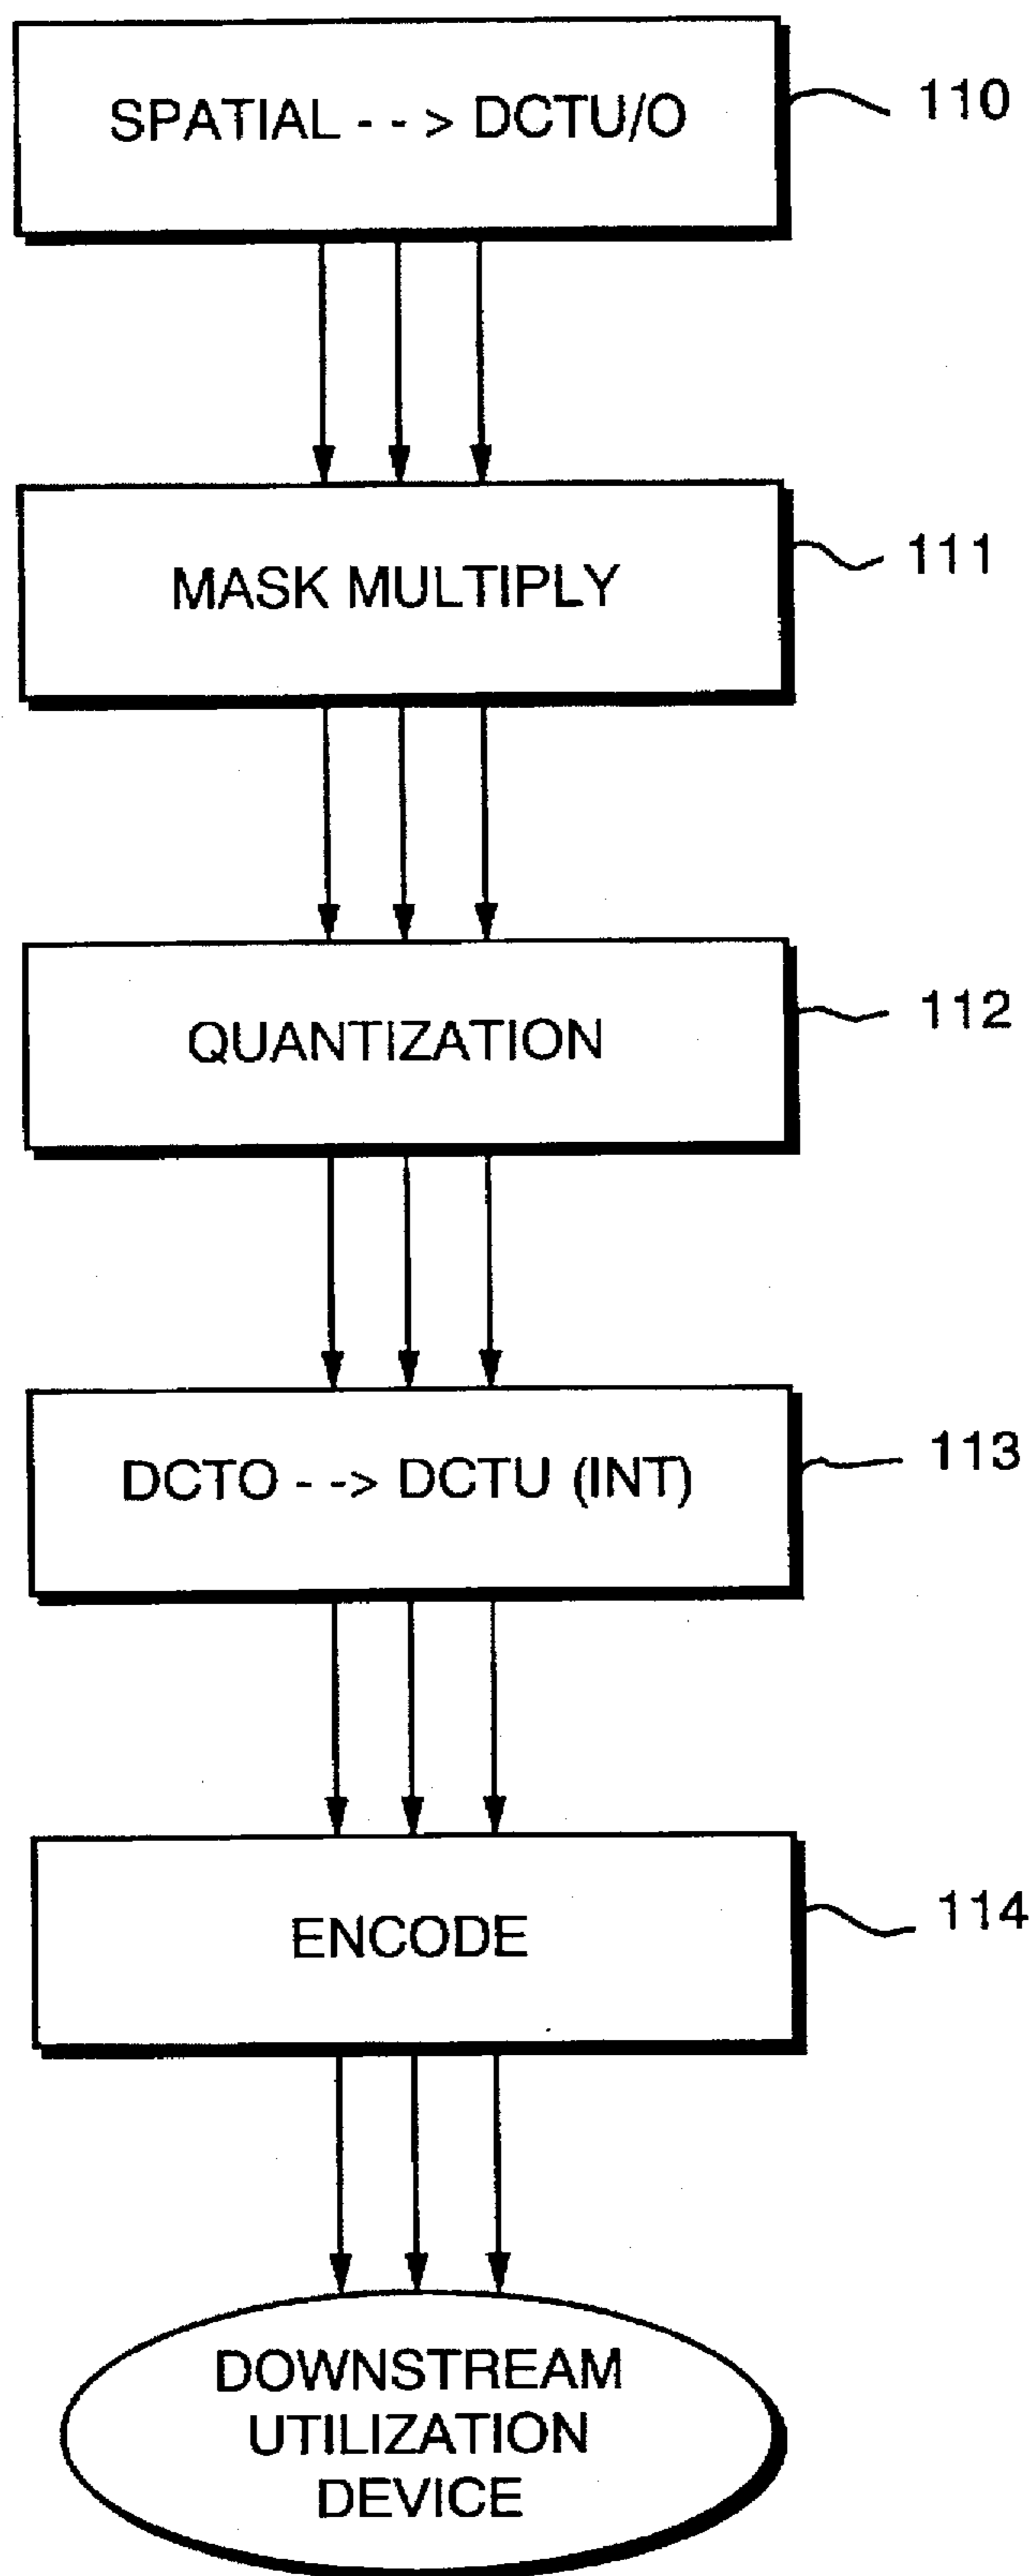 SPATIAL - - > DCTU/O
110
MASK MULTIPLY
111
QUANTIZATION
112
DCTO - -> DCTU (INT)
113
ENCODE
114
DOWNSTREAM
UTILIZATION
DEVICE